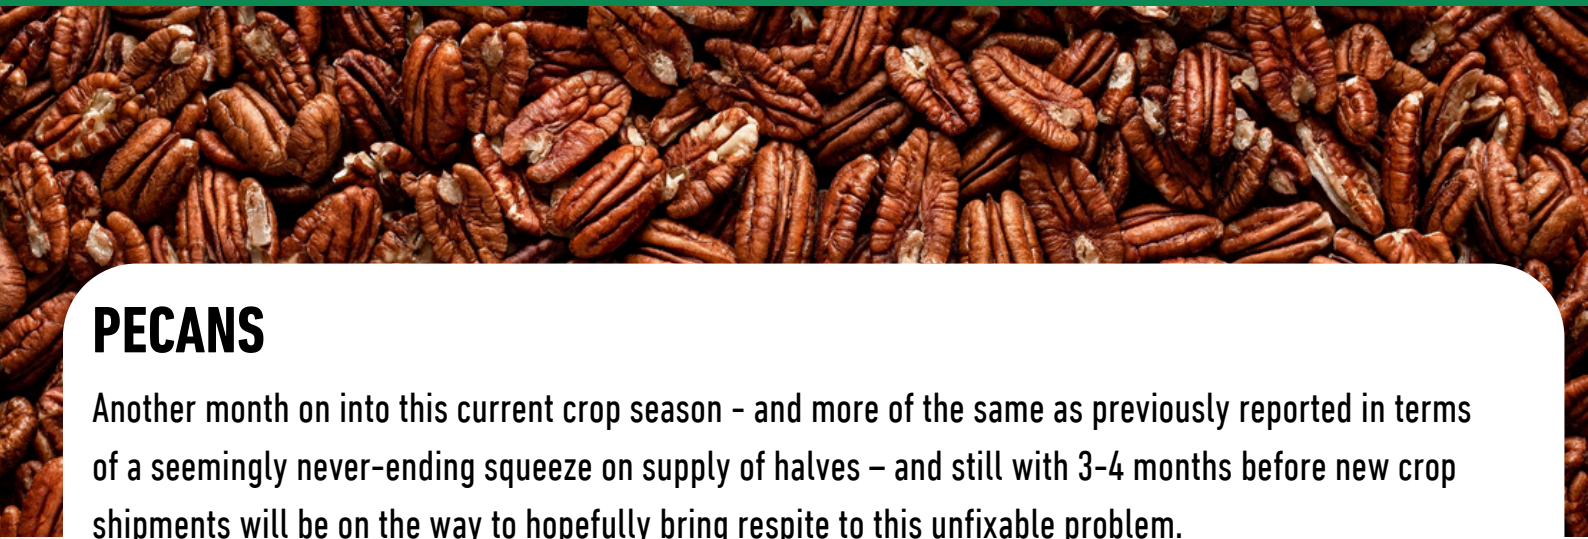 PECANS
Another month on into this current crop season - and more of the same as previously reported in terms
of a seemingly never-ending squeeze on supply of halves – and still with 3-4 months before new crop
shipments will be on the way to hopefully bring respite to this unfixable problem.